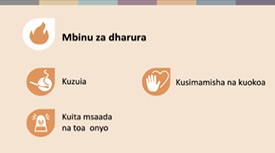 Mbinu za dharura
Kuzuia
Kusimamisha na kuokoa
Kuita msaada
na toa onyo